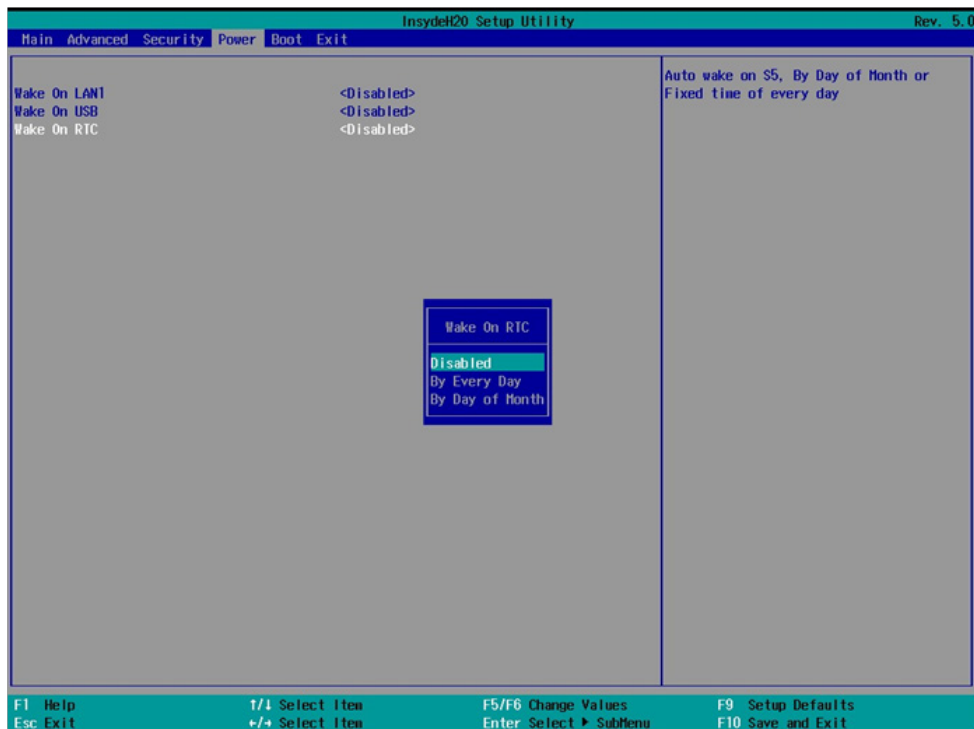 InsydeH20 Setup Utility Rev. 5.0
Main Advanced Security Power Boot Exit
Wake On LAN1 <Disabled>
Wake On USB <Disabled>
Wake On RTC <Disabled>
Auto wake on S5, By Day of Month or
Fixed time of every day
Wake On RTC
Disabled
By Every Day
By Day of Month
F1 Help ↑/↓ Select Item F5/F6 Change Values F9 Setup Defaults
Esc Exit ←/→ Select Item Enter Select ▶ SubMenu F10 Save and Exit